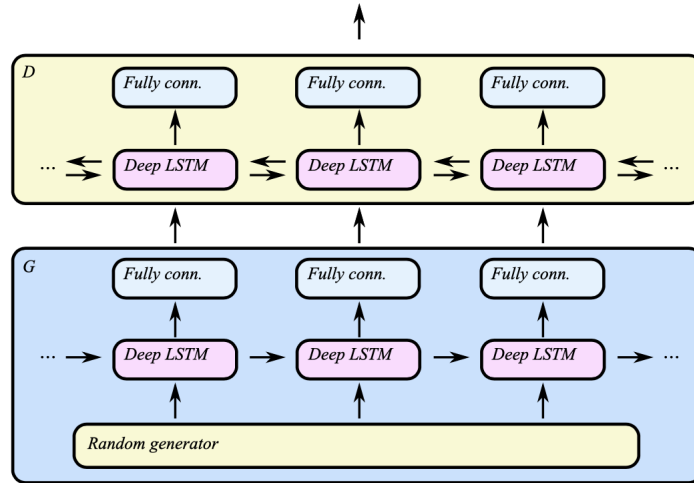 D
Fully conn. Fully conn. Fully conn.
... Deep LSTM Deep LSTM Deep LSTM ...
G
Fully conn. Fully conn. Fully conn.
... Deep LSTM Deep LSTM Deep LSTM ...
Random generator